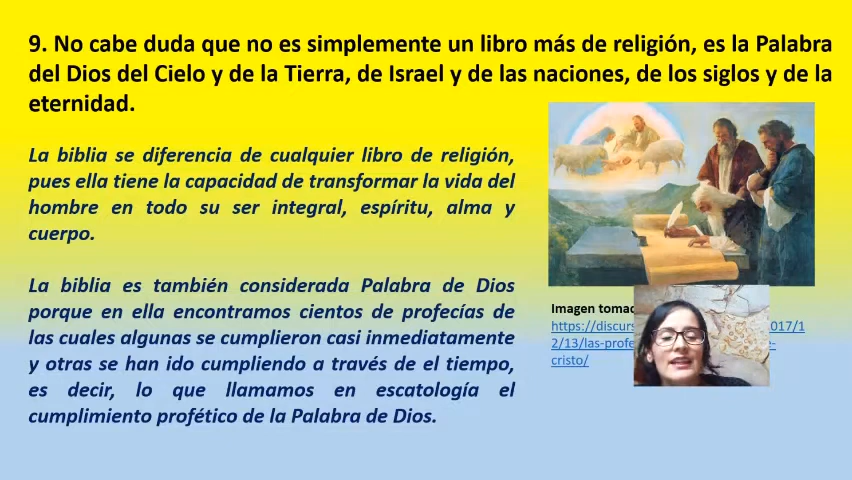 9. No cabe duda que no es simplemente un libro más de religión, es la Palabra
del Dios del Cielo y de la Tierra, de Israel y de las naciones, de los siglos y de la
eternidad.
La biblia se diferencia de cualquier libro de religión,
pues ella tiene la capacidad de transformar la vida del
hombre en todo su ser integral, espíritu, alma y
cuerpo.
La biblia es también considerada Palabra de Dios
porque en ella encontramos cientos de profecías de
las cuales algunas se cumplieron casi inmediatamente
y otras se han ido cumpliendo a través de el tiempo,
es decir, lo que llamamos en escatología el
cumplimiento profético de la Palabra de Dios.
Imagen
https://discurs 017/1
2/13/las-profe e-
cristo/